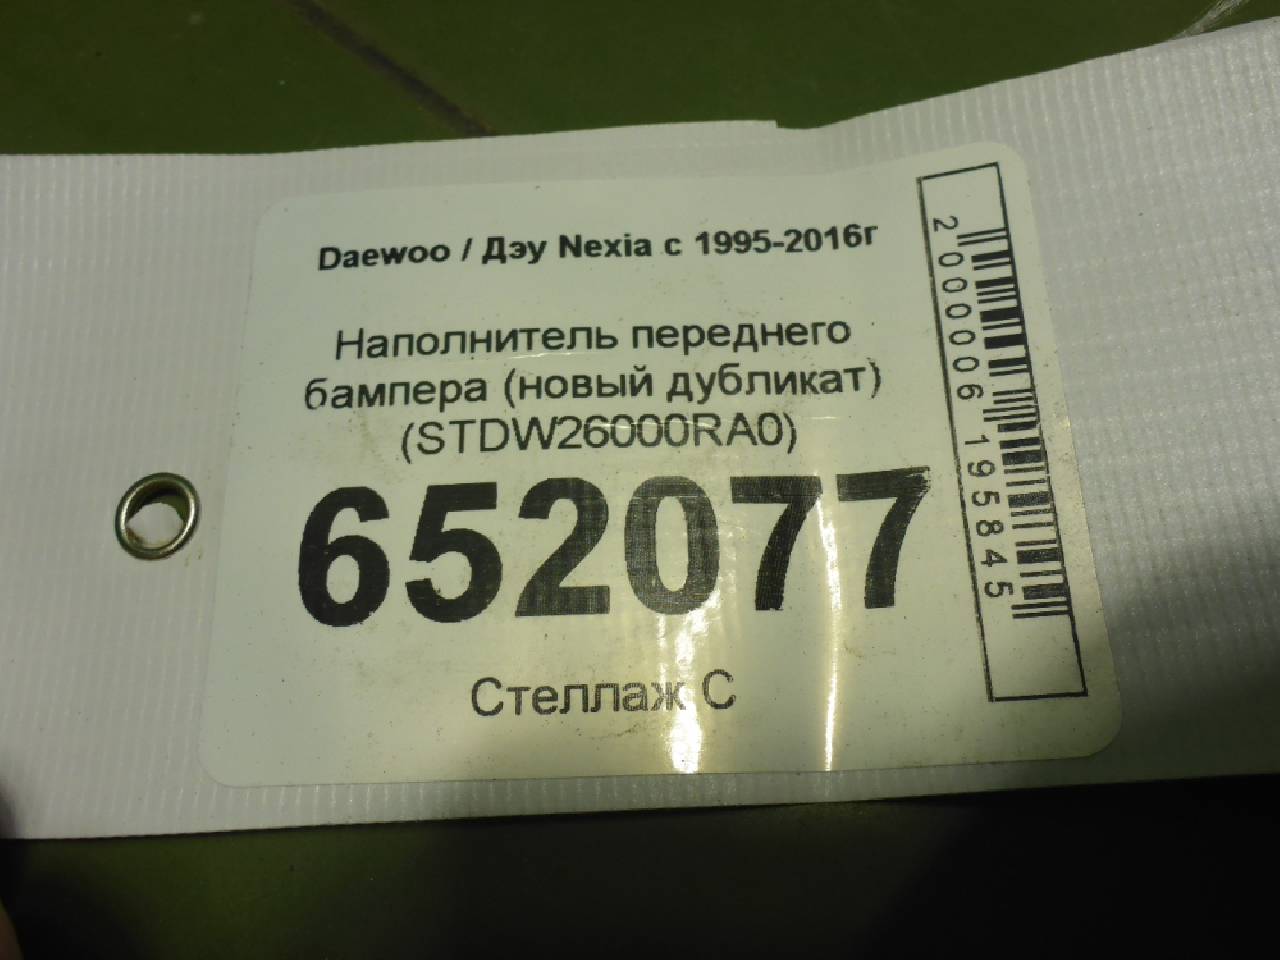 Daewoo / Дэу Nexia с 1995-2016г
Наполнитель переднего
бампера (новый дубликат)
(STDW26000RA0)
652077
Стеллаж С
2000006195845